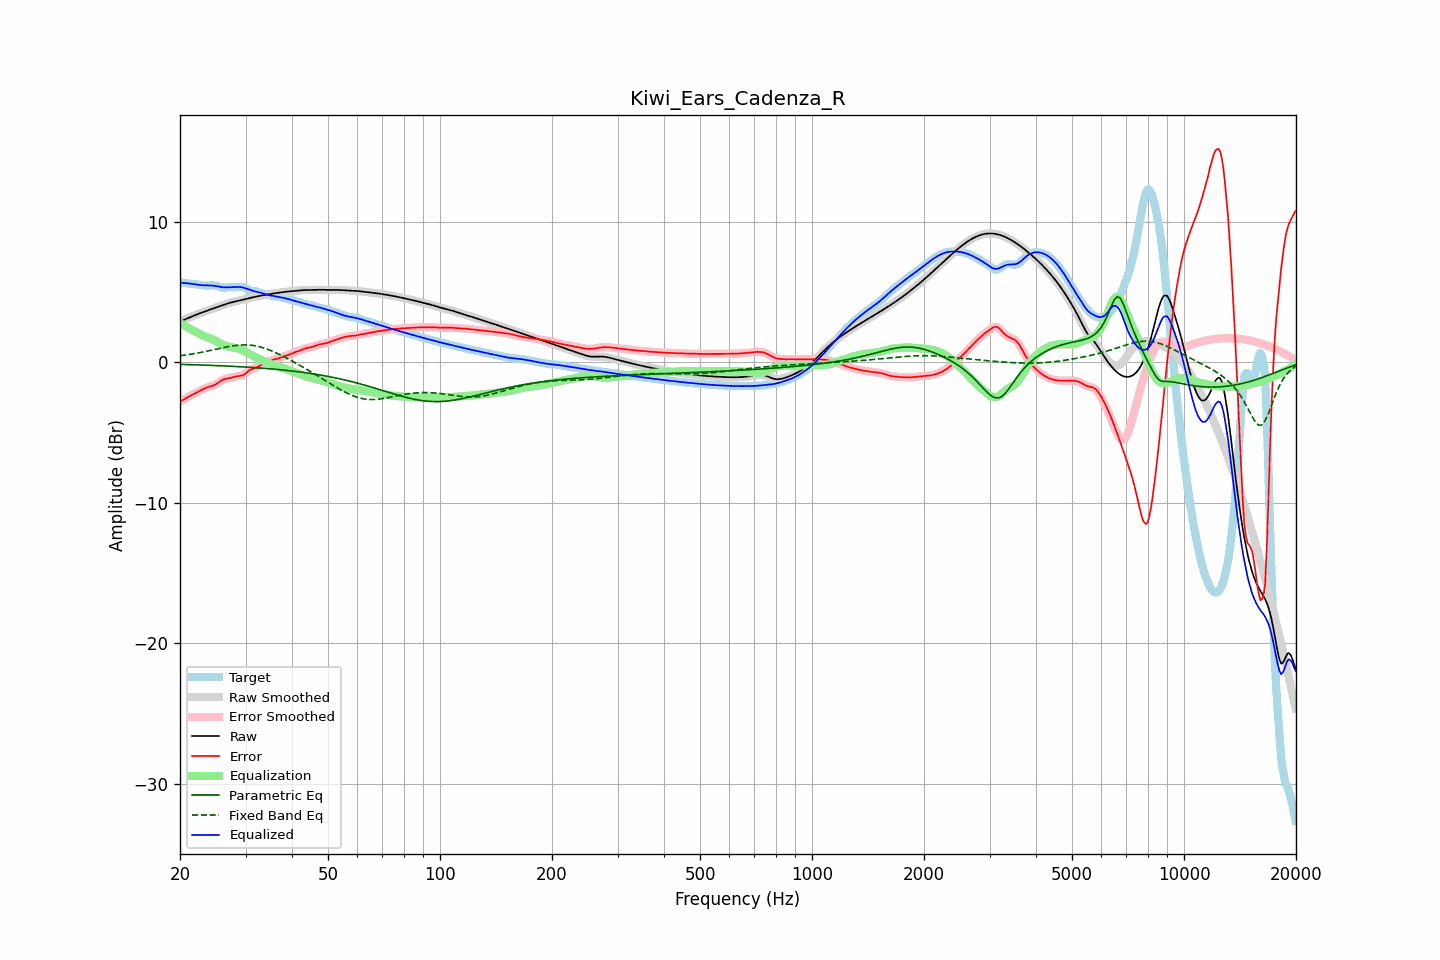 Kiwi_Ears_Cadenza_R
10
0
−10
−20
−30
Amplitude (dBr)
Target
Raw Smoothed
Error Smoothed
Raw
Error
Equalization
Parametric Eq
Fixed Band Eq
Equalized
20 50 100 200 500 1000 2000 5000 10000 20000
Frequency (Hz)